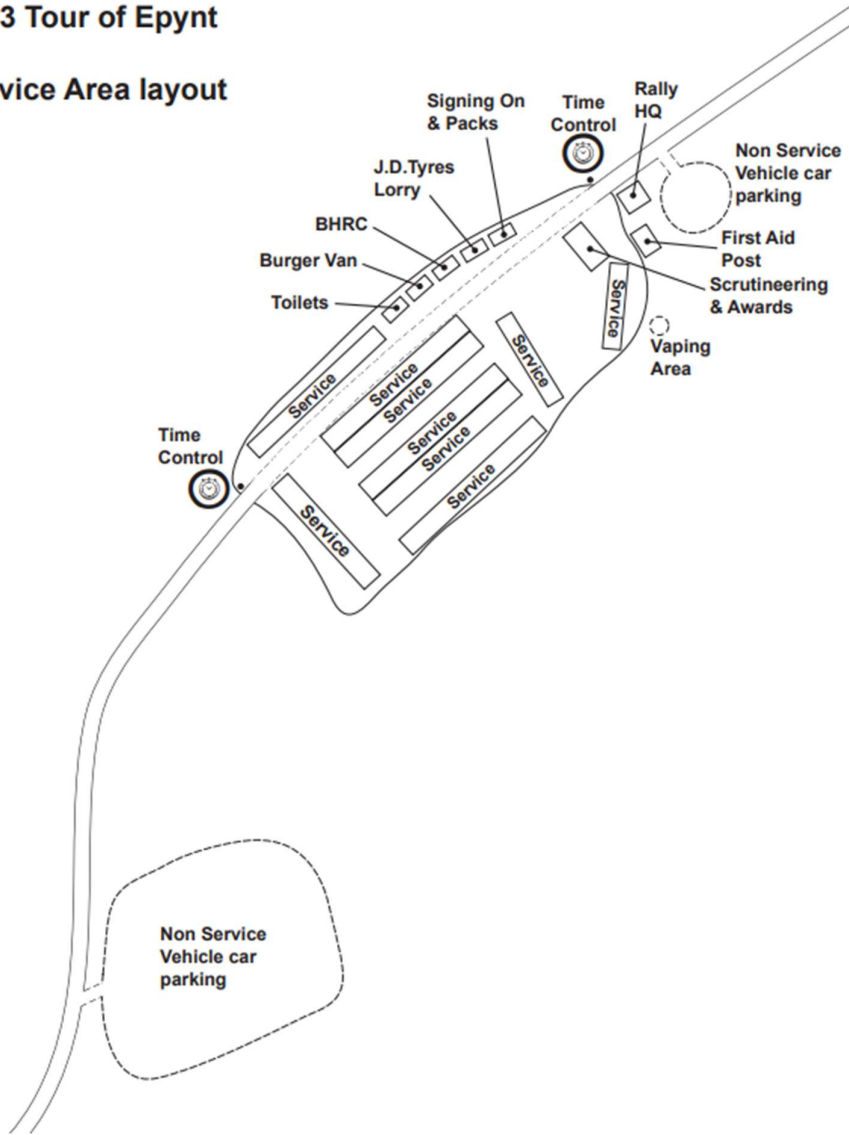 3 Tour of Epynt
vice Area layout
Signing On
& Packs
Time
Control
Rally
HQ
Non Service
Vehicle car
parking
J.D.Tyres
Lorry
BHRC
Burger Van
Toilets
First Aid
Post
Scrutineering
& Awards
Service
Vaping
Area
Service
Service
Service
Service
Service
Service
Service
Service
Time
Control
Non Service
Vehicle car
parking